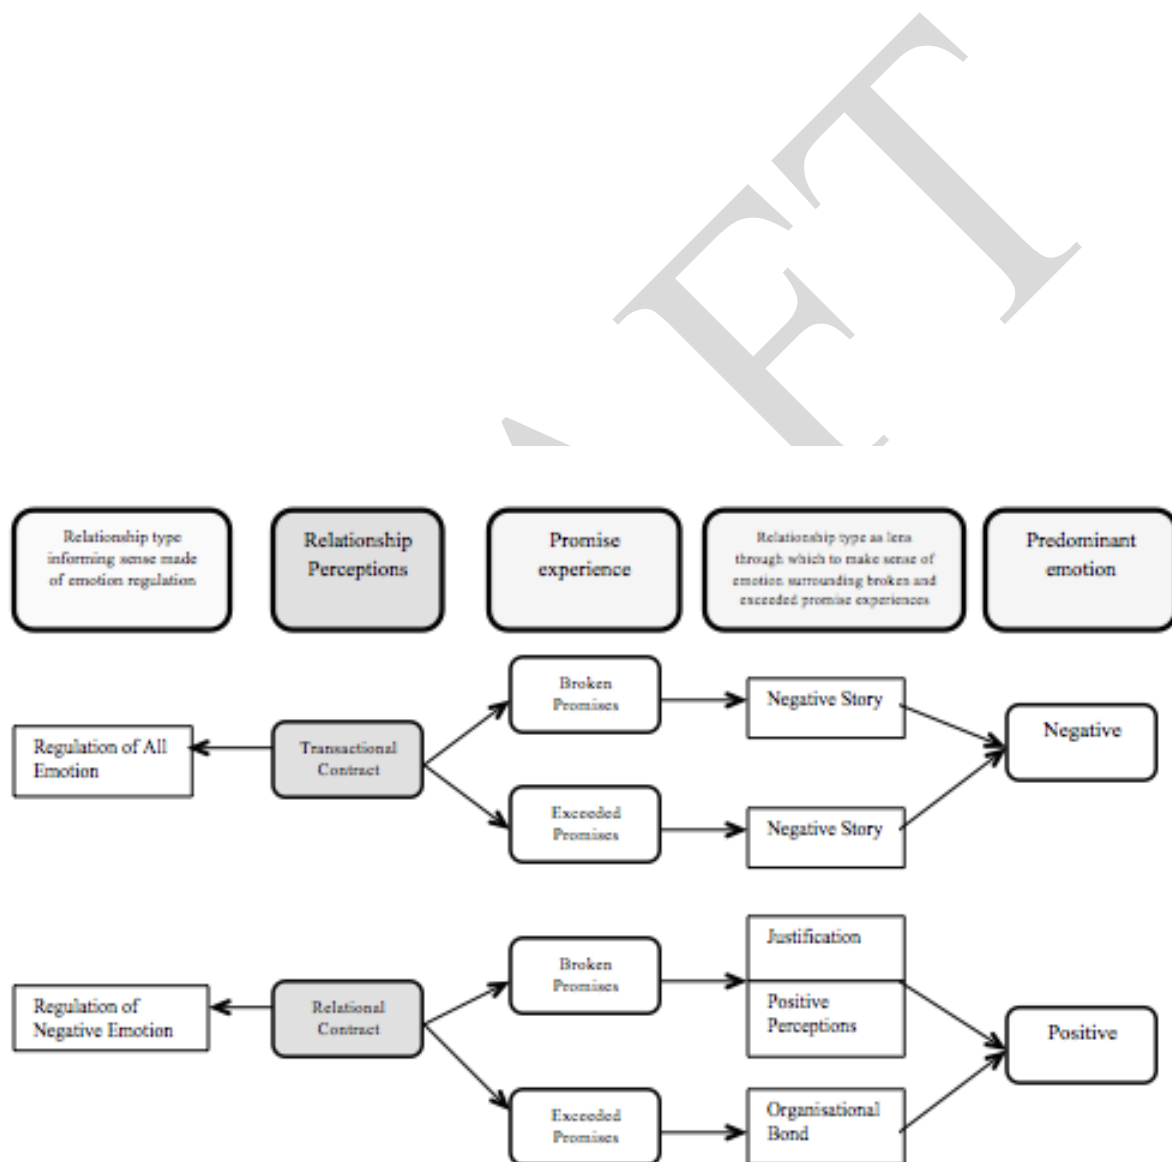 Relationship type
informing sense made
of emotion regulation
Relationship
Perceptions
Promise
experience
Relationship type as lens
through which to make sense of
emotion surrounding broken and
exceeded promise experiences
Predominant
emotion
Regulation of All
Emotion
Transactional
Contract
Broken
Promises
Negative Story
Exceeded
Promises
Negative Story
Negative
Regulation of
Negative Emotion
Relational
Contract
Broken
Promises
Justification
Positive
Perceptions
Exceeded
Promises
Organisational
Bond
Positive